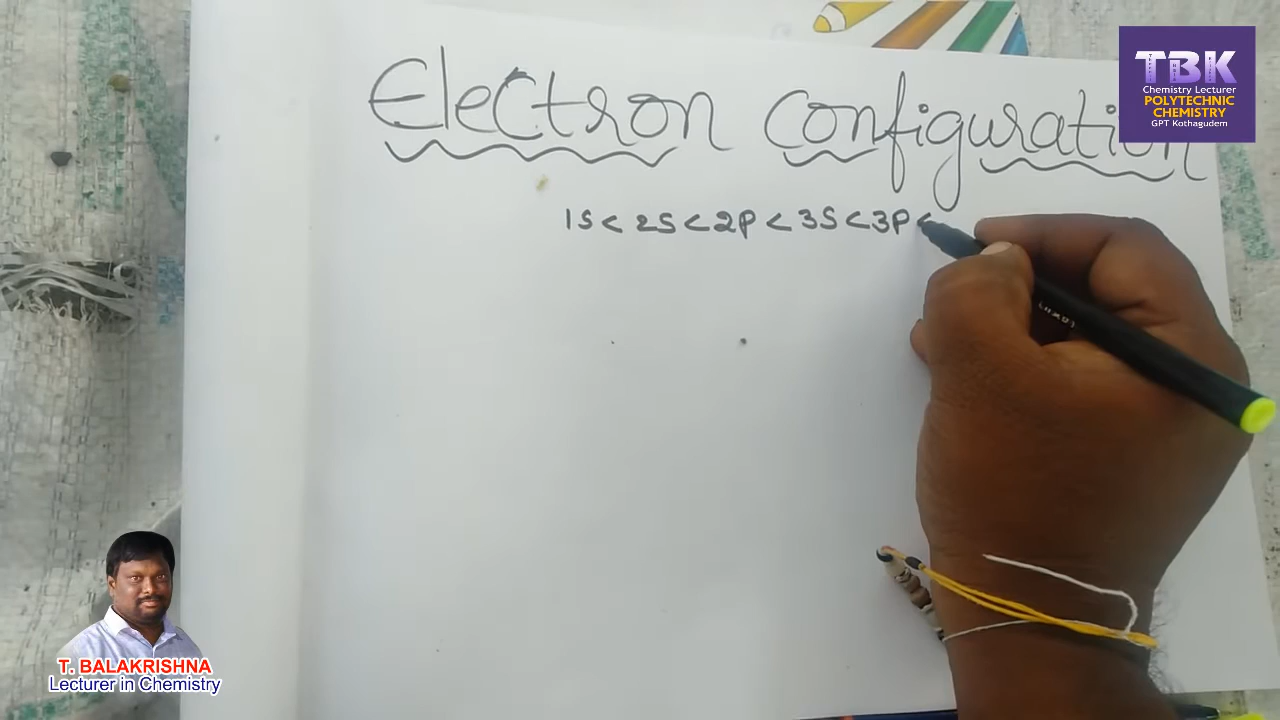 Electron Configuration
1S < 2S < 2P < 3S < 3P <
TBK
Chemistry Lecturer
POLYTECHNIC
CHEMISTRY
GPT Kothagudem
T. BALAKRISHNA
Lecturer in Chemistry